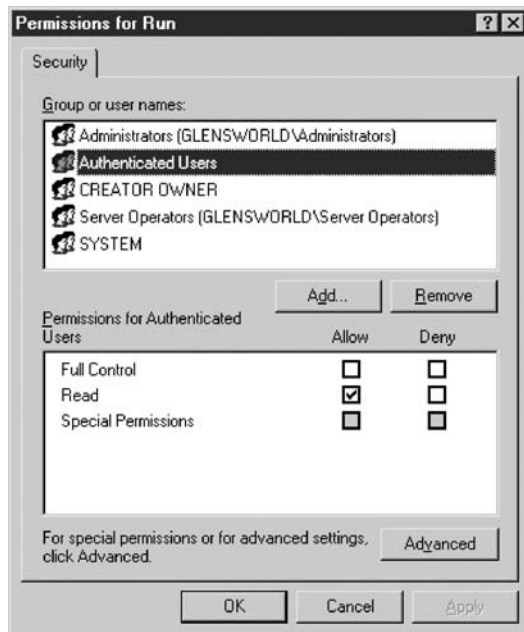 Permissions for Run
Security
Group or user names:
Administrators (GLENSWORLD\Administrators)
Authenticated Users
CREATOR OWNER
Server Operators (GLENSWORLD\Server Operators)
SYSTEM
Add... Remove
Permissions for Authenticated
Users Allow Deny
Full Control
Read
Special Permissions
For special permissions or for advanced settings,
click Advanced. Advanced
OK Cancel Apply